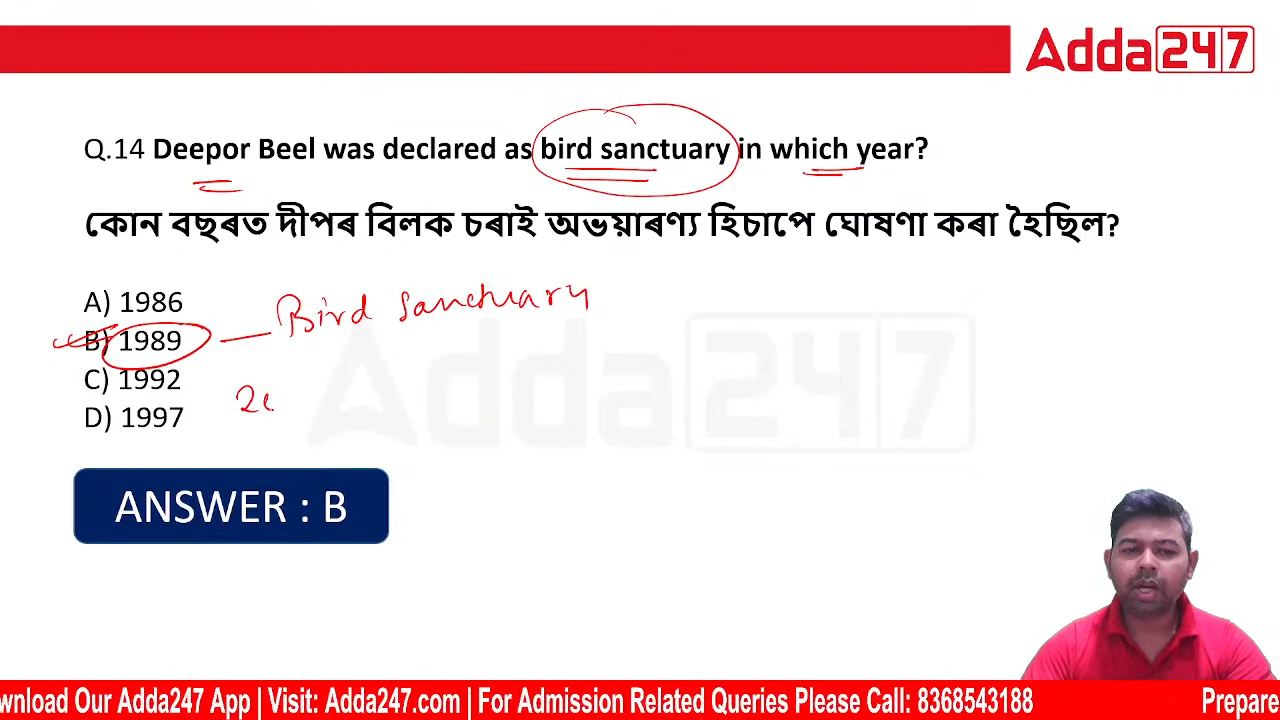 Adda247
Q.14 Deepor Beel was declared as bird sanctuary in which year?
কোন বছৰত দীপৰ বিলক চৰাই অভয়াৰণ্য হিচাপে ঘোষণা কৰা হৈছিল?
A) 1986
B) 1989 — Bird Sanctuary
C) 1992
D) 1997
Adda247
ANSWER : B
wnload Our Adda247 App | Visit: Adda247.com | For Admission Related Queries Please Call: 8368543188 Prepare